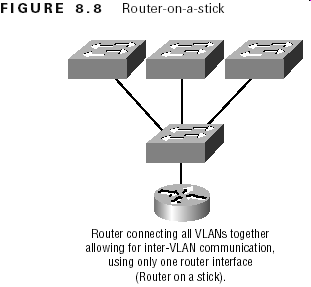 FIGURE 8.8 Router-on-a-stick
Router connecting all VLANs together
allowing for inter-VLAN communication,
using only one router interface
(Router on a stick).